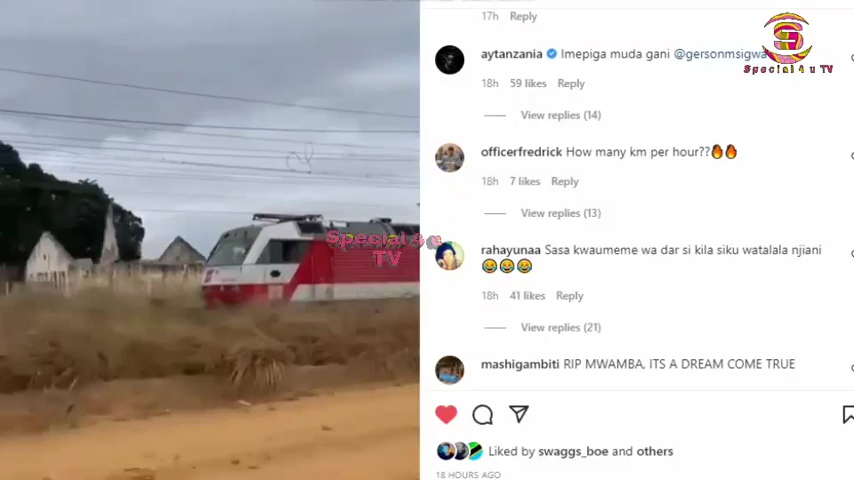 17h Reply
aytanzania Imepiga muda gani @gersonmsigwa
18h 59 likes Reply
View replies (14)
officerfredrick How many km per hour??
18h 7 likes Reply
View replies (13)
rahayunaa Sasa kwaumeme wa dar si kila siku watalala njiani
18h 41 likes Reply
View replies (21)
mashigambiti RIP MWAMBA, ITS A DREAM COME TRUE
Liked by swaggs_boe and others
18 HOURS AGO
Special 4 u TV
Special 4 u
TV